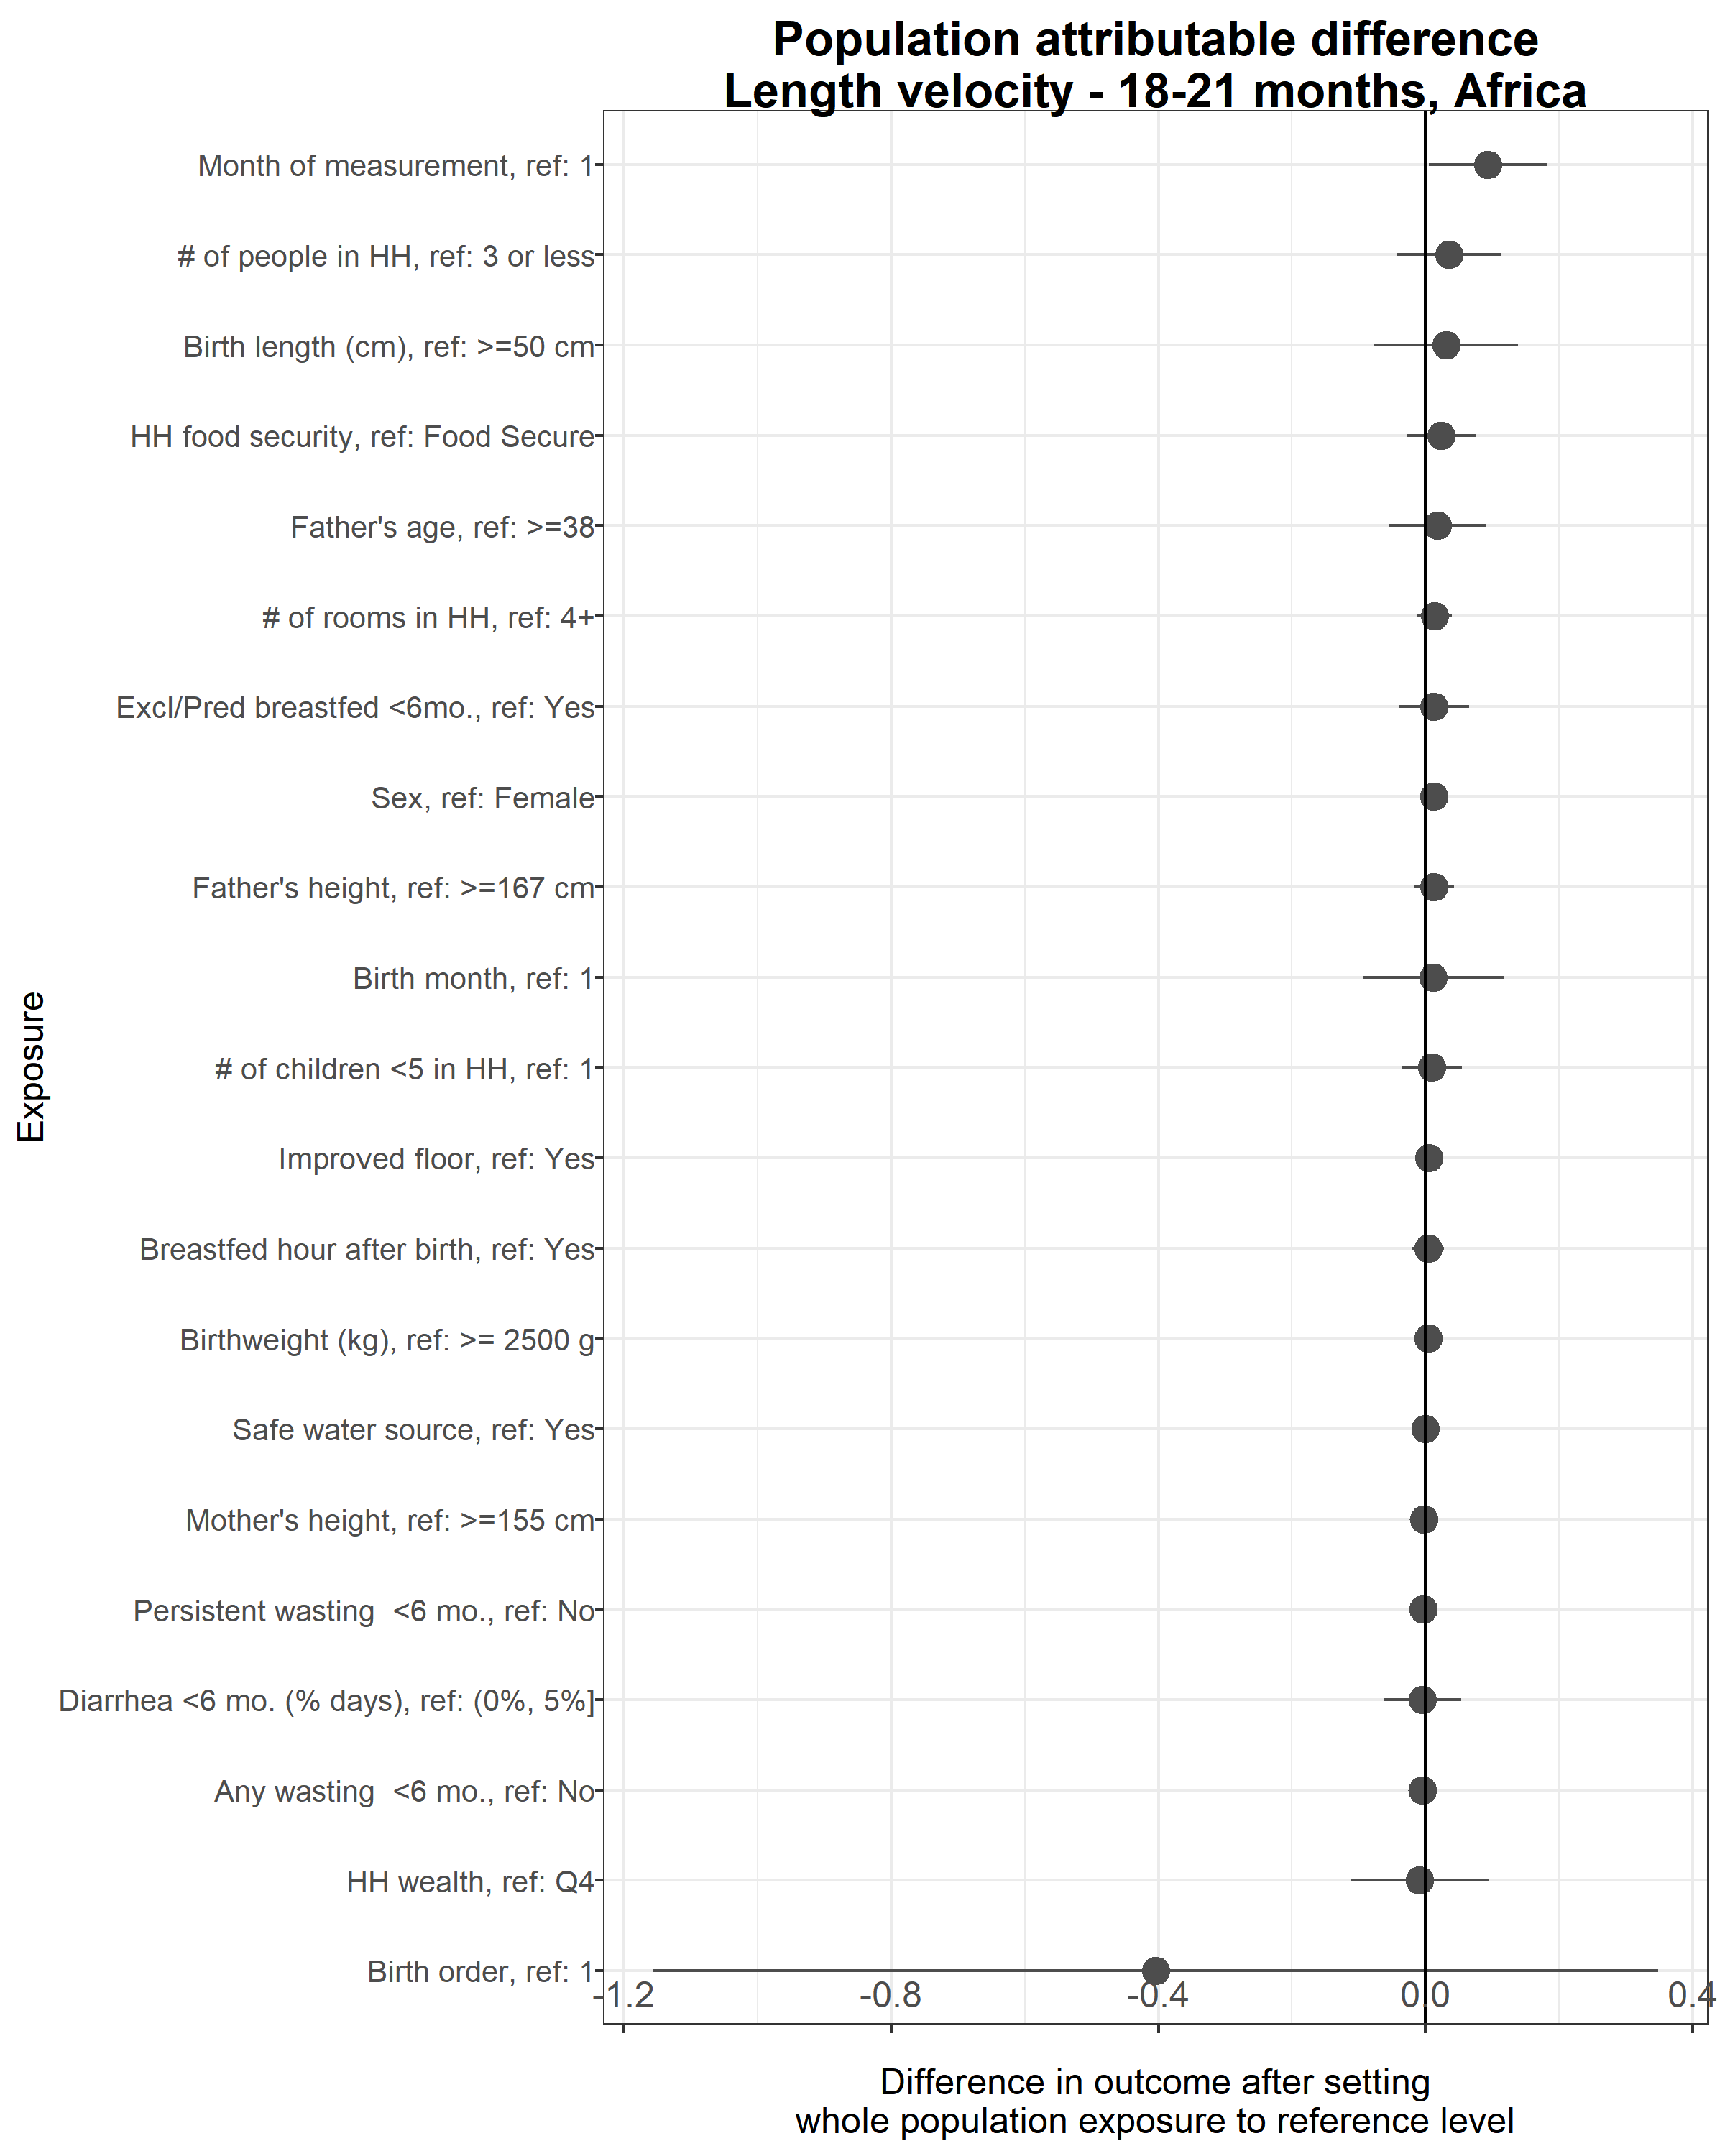 Population attributable difference
Length velocity - 18-21 months, Africa
Month of measurement, ref: 1
# of people in HH, ref: 3 or less
Birth length (cm), ref: >=50 cm
HH food security, ref: Food Secure
Father's age, ref: >=38
# of rooms in HH, ref: 4+
Excl/Pred breastfed <6mo., ref: Yes
Sex, ref: Female
Father's height, ref: >=167 cm
Birth month, ref: 1
# of children <5 in HH, ref: 1
Improved floor, ref: Yes
Breastfed hour after birth, ref: Yes
Birthweight (kg), ref: >= 2500 g
Safe water source, ref: Yes
Mother's height, ref: >=155 cm
Persistent wasting  <6 mo., ref: No
Diarrhea <6 mo. (% days), ref: (0%, 5%]
Any wasting  <6 mo., ref: No
HH wealth, ref: Q4
Birth order, ref: 1
Exposure
-1.2 -0.8 -0.4 0.0 0.4
Difference in outcome after setting
whole population exposure to reference level